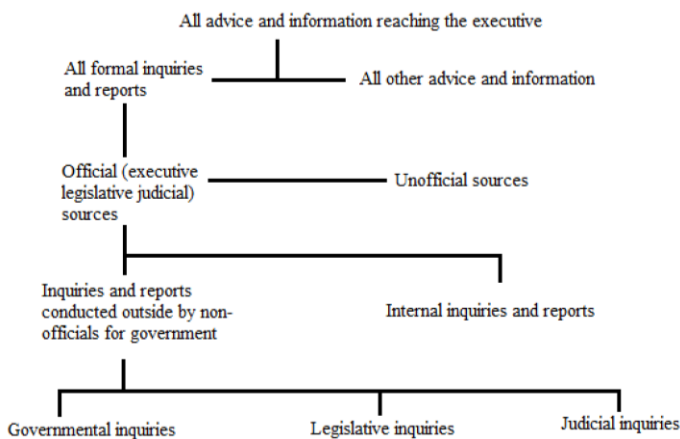 All advice and information reaching the executive
All formal inquiries
and reports
All other advice and information
Official (executive
legislative judicial)
sources
Unofficial sources
Inquiries and reports
conducted outside by non-
officials for government
Internal inquiries and reports
Governmental inquiries
Legislative inquiries
Judicial inquiries